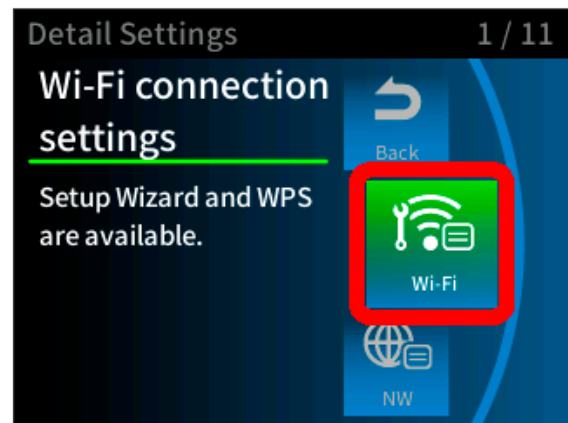 Detail Settings 1 / 11
Wi-Fi connection
settings
Back
Setup Wizard and WPS
are available.
Wi-Fi
NW